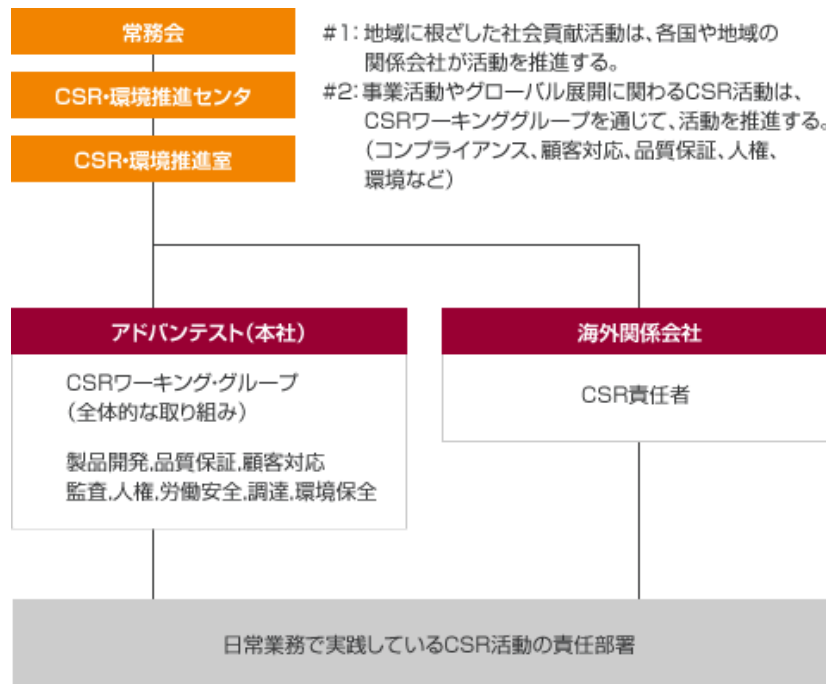 常務会
CSR・環境推進センタ
CSR・環境推進室
#1：地域に根ざした社会貢献活動は、各国や地域の
関係会社が活動を推進する。
#2：事業活動やグローバル展開に関わるCSR活動は、
CSRワーキンググループを通じて、活動を推進する。
（コンプライアンス、顧客対応、品質保証、人権、
環境など）
アドバンテスト（本社）
CSRワーキング・グループ
（全体的な取り組み）
製品開発,品質保証,顧客対応
監査,人権,労働安全,調達,環境保全
海外関係会社
CSR責任者
日常業務で実践しているCSR活動の責任部署